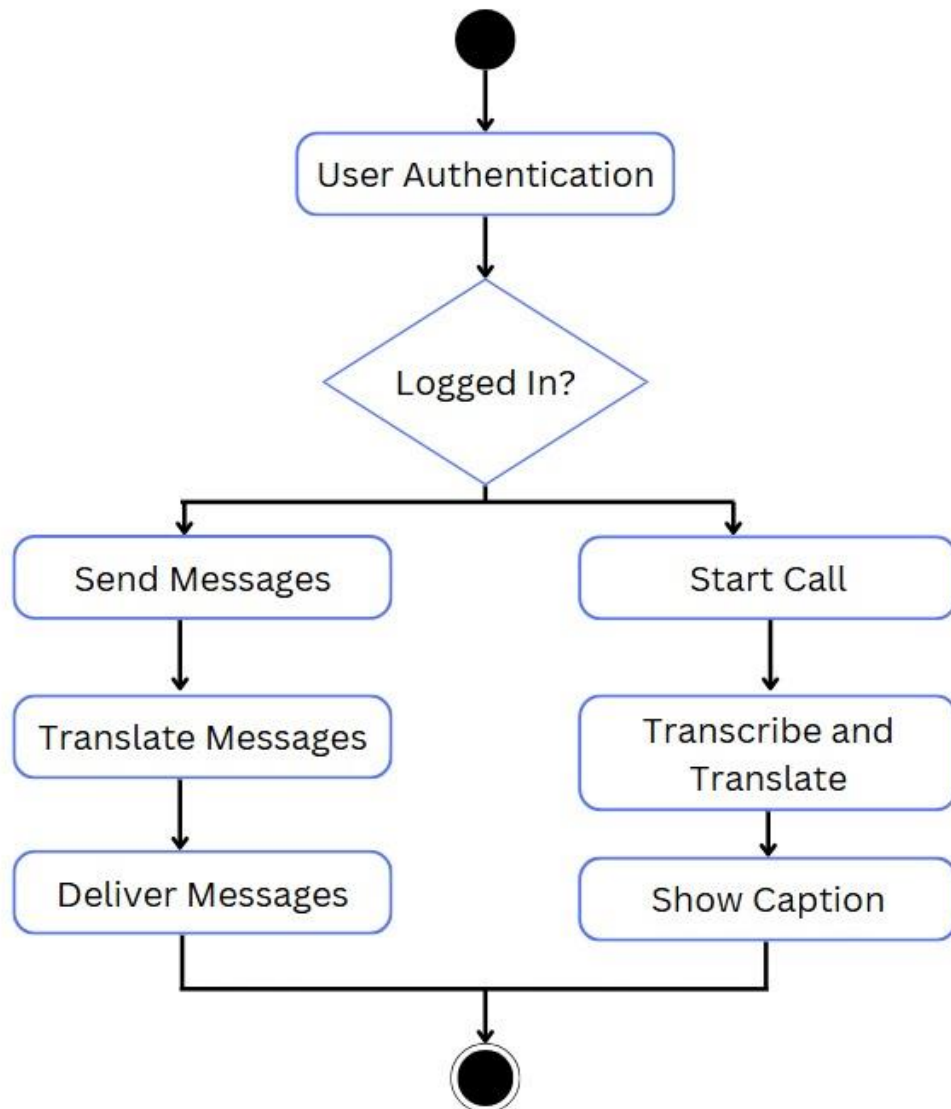 User Authentication
Logged In?
Send Messages
Start Call
Translate Messages
Transcribe and
Translate
Deliver Messages
Show Caption